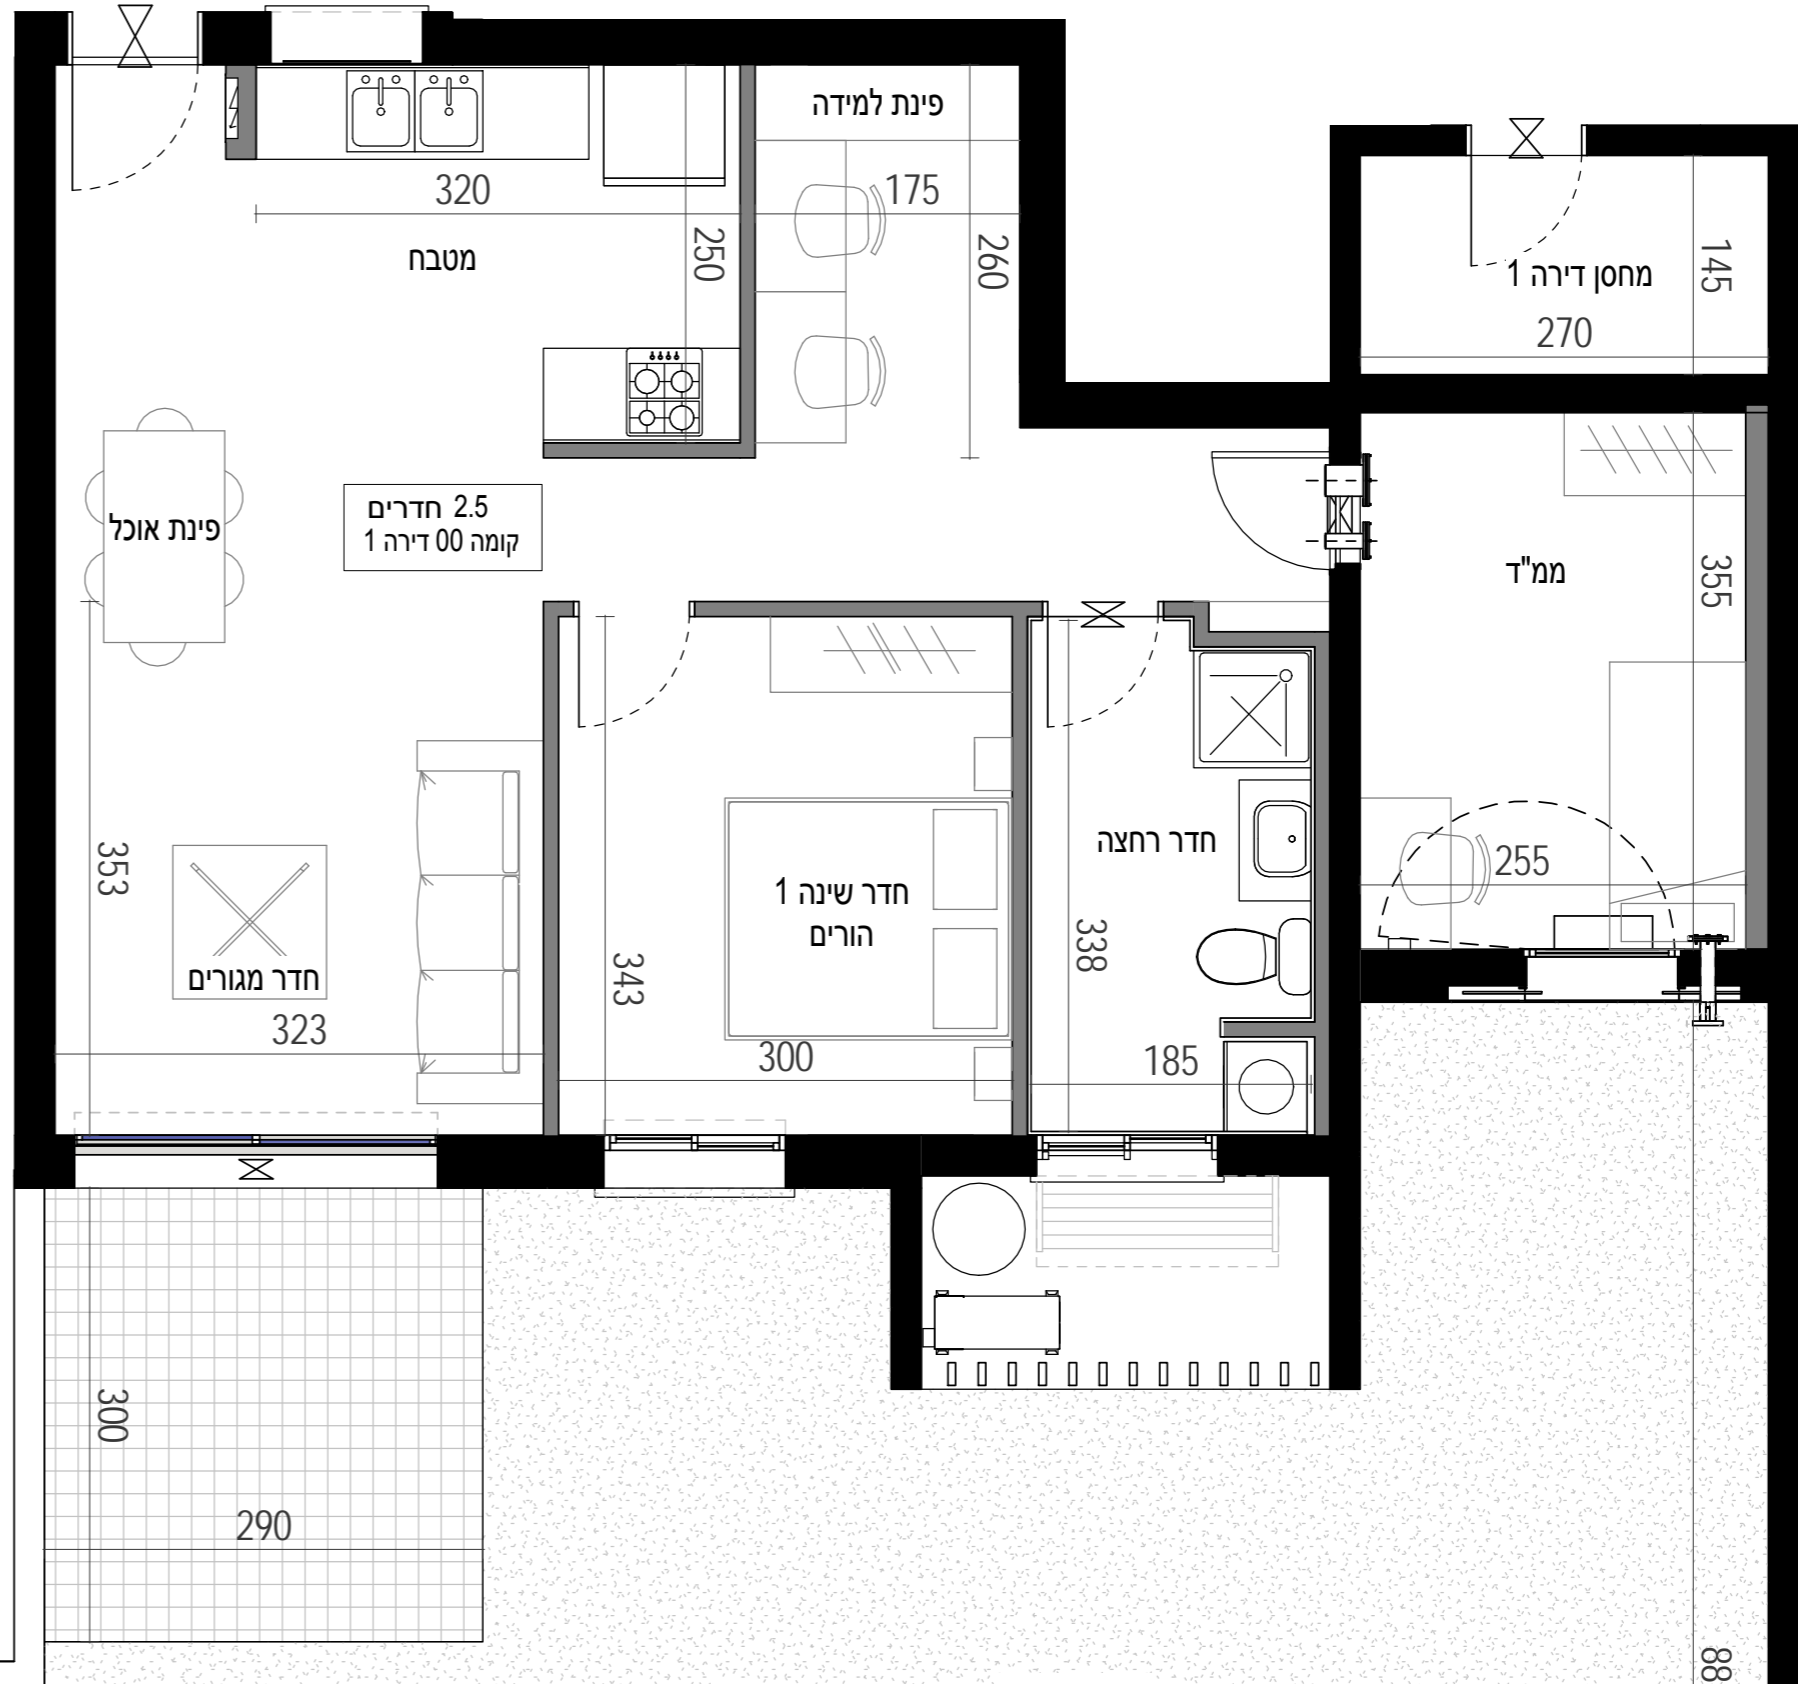 פינת למידה
320
175
מטבח
250
260
מחסן דירה 1
145
270
2.5 חדרים
קומה 00 דירה 1
פינת אוכל
ממ"ד
355
353
חדר שינה 1
הורים
חדר רחצה
255
338
343
חדר מגורים
323
300
185
300
290
88